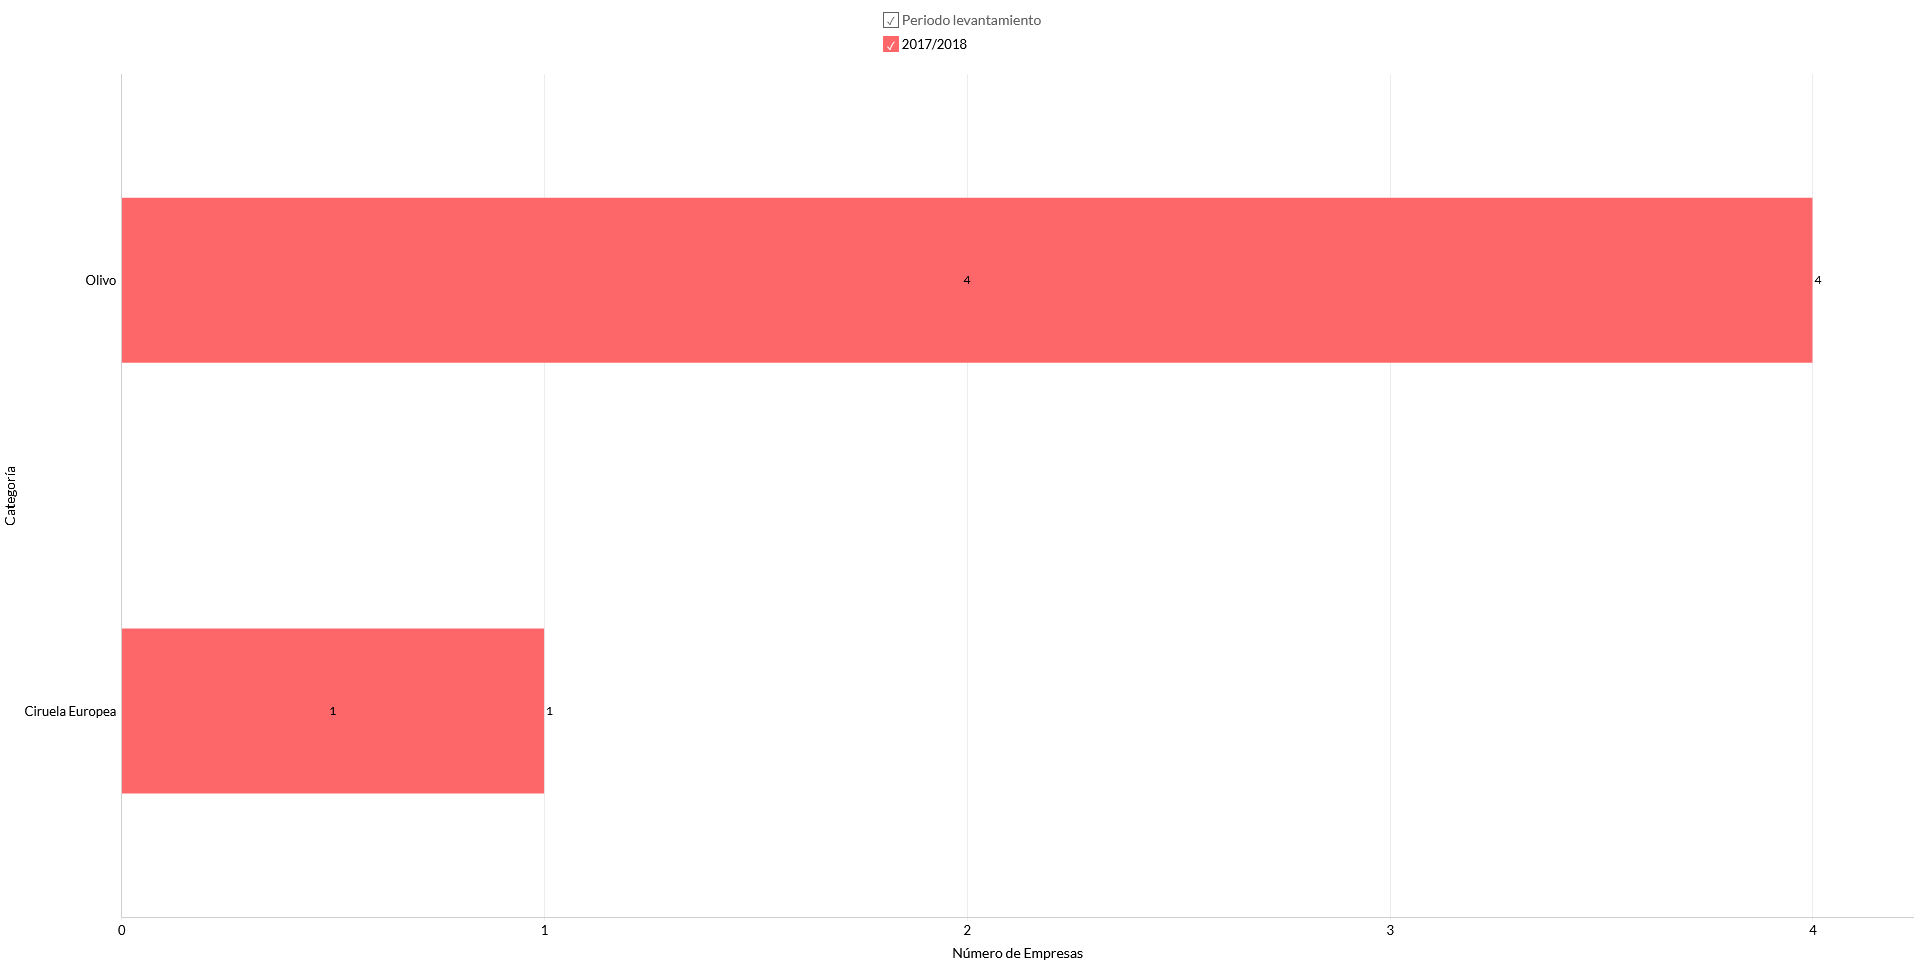 Periodo levantamiento
2017/2018
Olivo
4
4
Categoría
Ciruela Europea
1
1
0
1
2
3
4
Número de Empresas